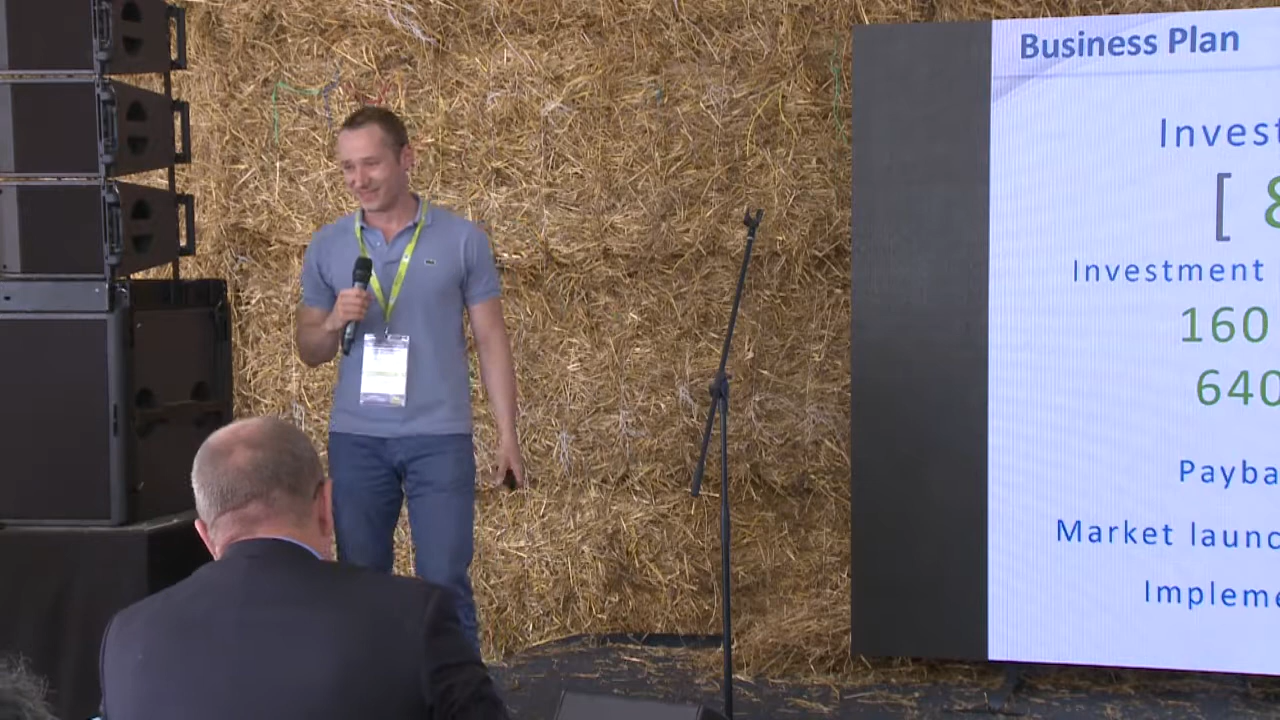 Business Plan
Invest
[ 8
Investment
160
640
Payba
Market launc
Impleme